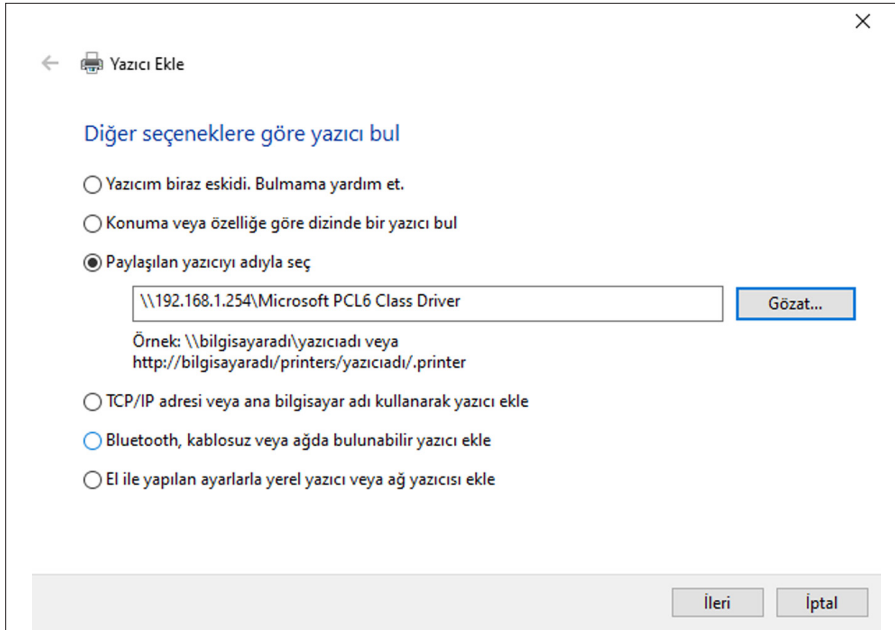 Yazıcı Ekle
Diğer seçeneklere göre yazıcı bul
Yazıcım biraz eskidi. Bulmama yardım et.
Konuma veya özelliğe göre dizinde bir yazıcı bul
Paylaşılan yazıcıyı adıyla seç
\\192.168.1.254\Microsoft PCL6 Class Driver
Gözat...
Örnek: \\bilgisayaradı\yazıcıadı veya
http://bilgisayaradı/printers/yazıcıadı/.printer
TCP/IP adresi veya ana bilgisayar adı kullanarak yazıcı ekle
Bluetooth, kablosuz veya ağda bulunabilir yazıcı ekle
El ile yapılan ayarlarla yerel yazıcı veya ağ yazıcısı ekle
İleri
İptal